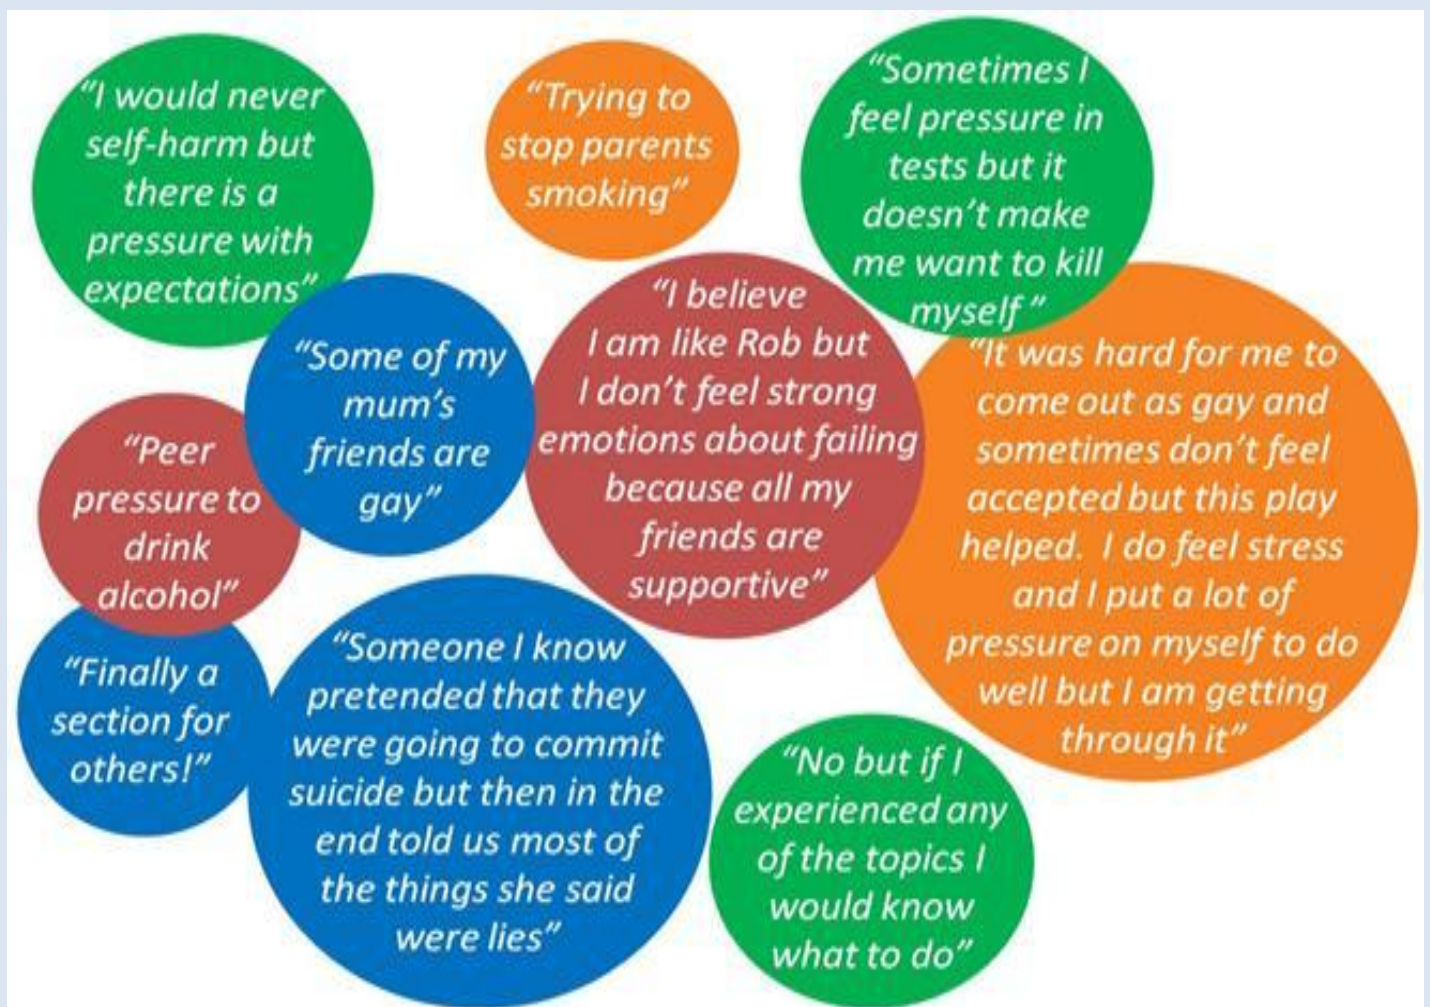 “I would never
self-harm but
there is a
pressure with
expectations”
“Trying to
stop parents
smoking”
“Sometimes I
feel pressure in
tests but it
doesn’t make
me want to kill
myself ”
“Some of my
mum’s
friends are
gay”
“I believe
I am like Rob but
I don’t feel strong
emotions about failing
because all my
friends are
supportive”
“It was hard for me to
come out as gay and
sometimes don’t feel
accepted but this play
helped.  I do feel stress
and I put a lot of
pressure on myself to do
well but I am getting
through it”
“Peer
pressure to
drink
alcohol”
“Finally a
section for
others!”
“Someone I know
pretended that they
were going to commit
suicide but then in the
end told us most of
the things she said
were lies”
“No but if I
experienced any
of the topics I
would know
what to do”